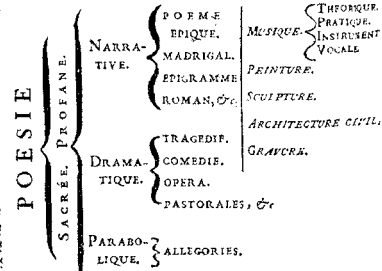 POESIE
SACRÉE. PROFANE.
NARRA-
TIVE.
POEME
EPIQUE.
MADRIGAL.
EPIGRAMME
ROMAN, &c
DRAMA-
TIQUE.
TRAGEDIE.
COMEDIE.
OPERA.
PASTORALES, &c
PARABO-
LIQUE.
ALLEGORIES.
MUSIQUE.
THEORIQUE.
PRATIQUE.
INSTRUMENT
VOCALE
PEINTURE.
SCULPTURE.
ARCHITECTURE CIVILE
GRAVURE.